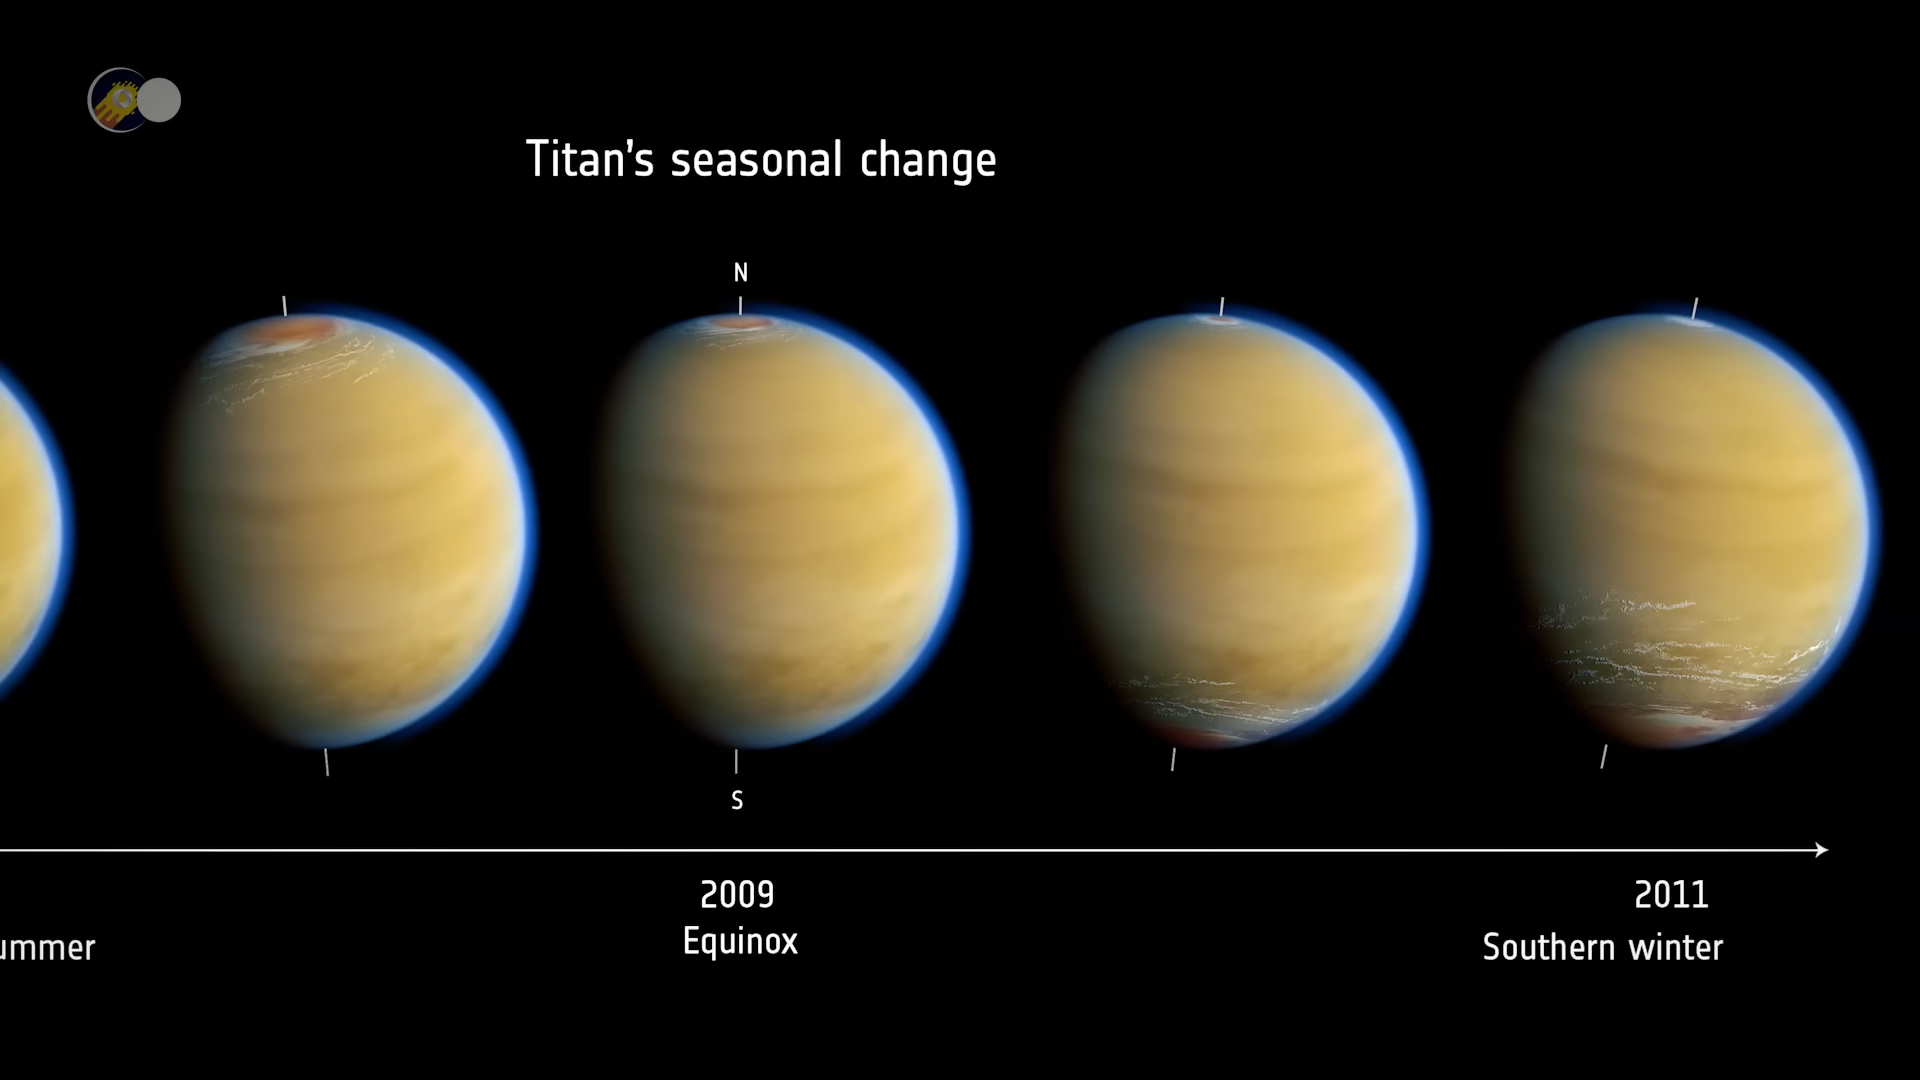 Titan's seasonal change
N
S
2009
Equinox
2011
Southern winter
ummer